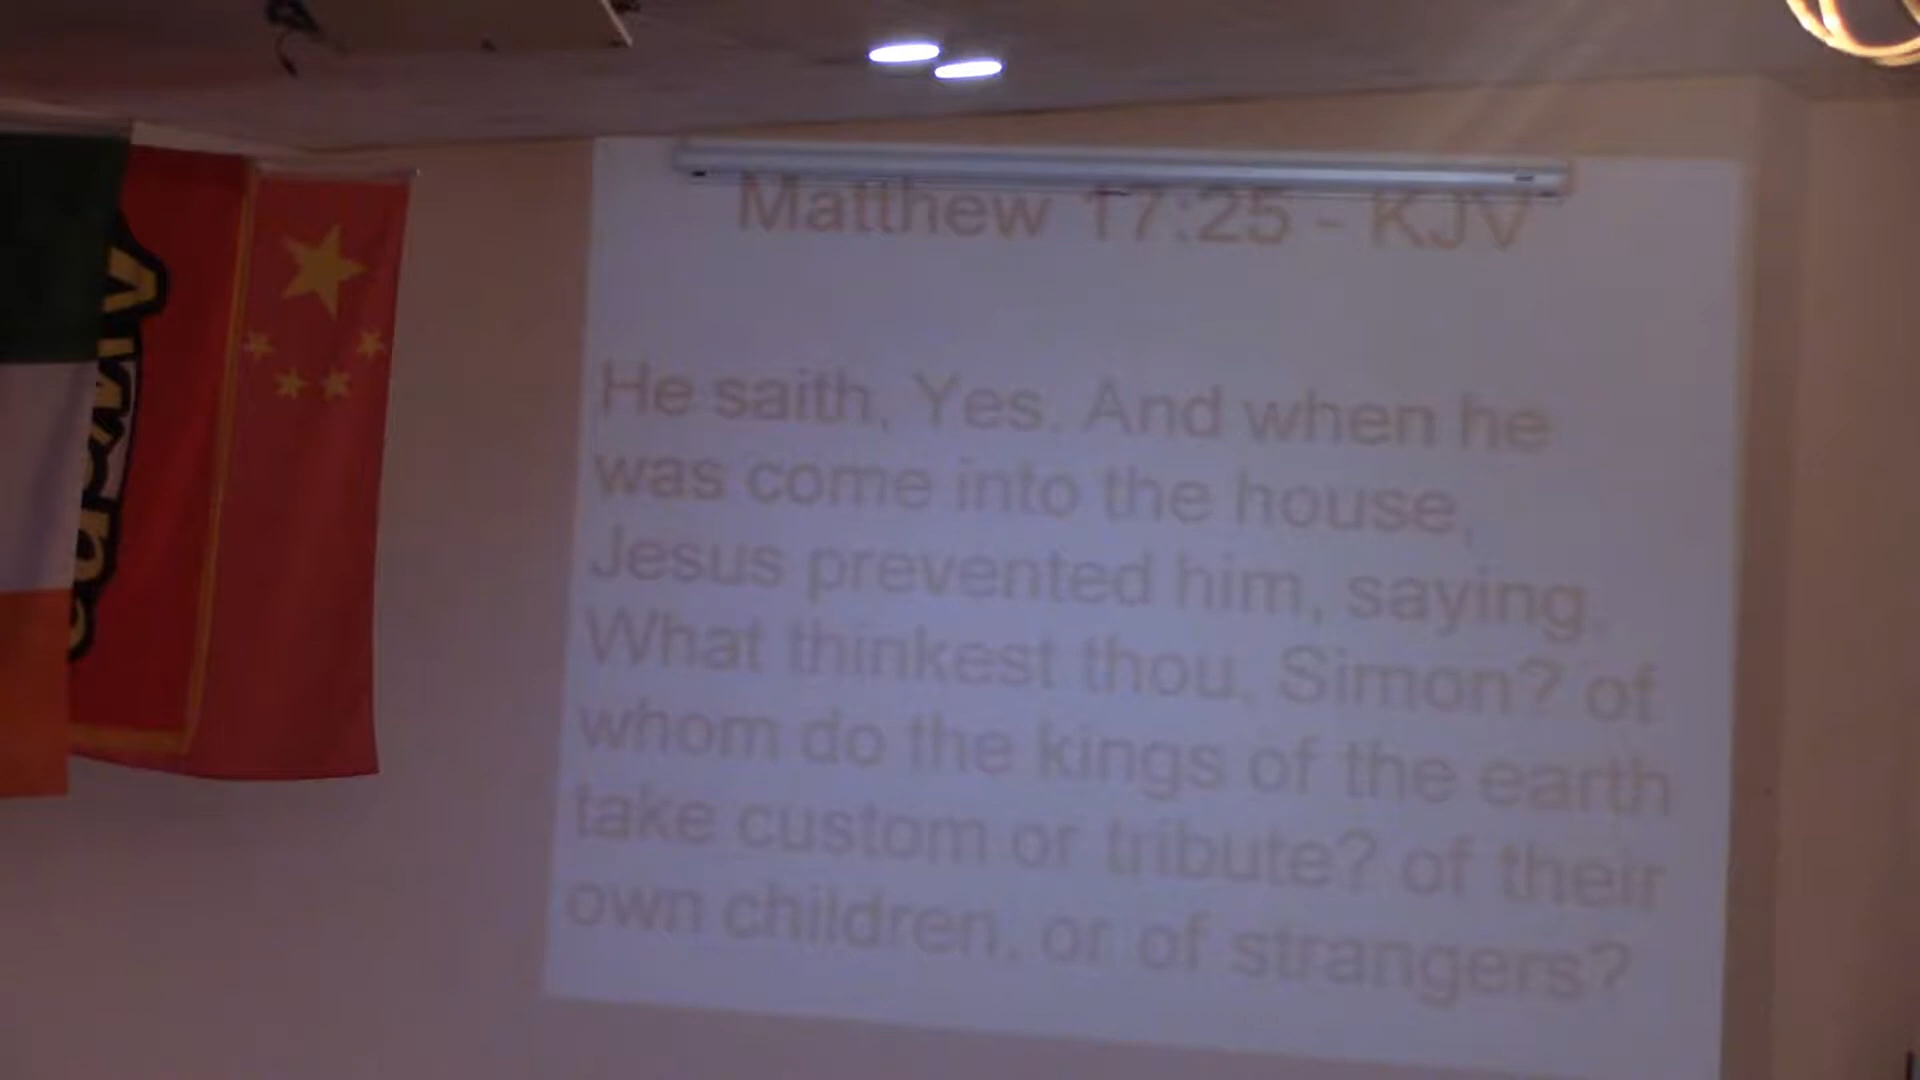 Matthew 17:25 - KJV
He saith, Yes. And when he
was come into the house,
Jesus prevented him, saying,
What thinkest thou, Simon? of
whom do the kings of the earth
take custom or tribute? of their
own children, or of strangers?